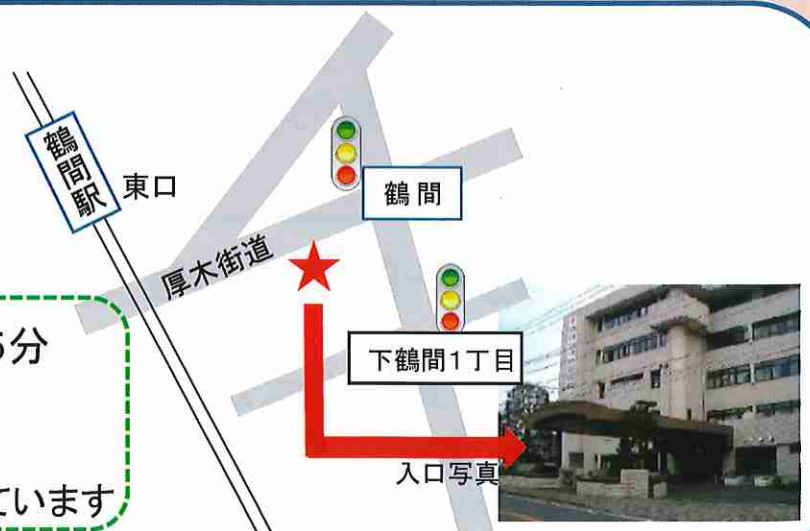 鶴間駅
東口
鶴間
厚木街道
下鶴間1丁目
5分
入口写真
ています